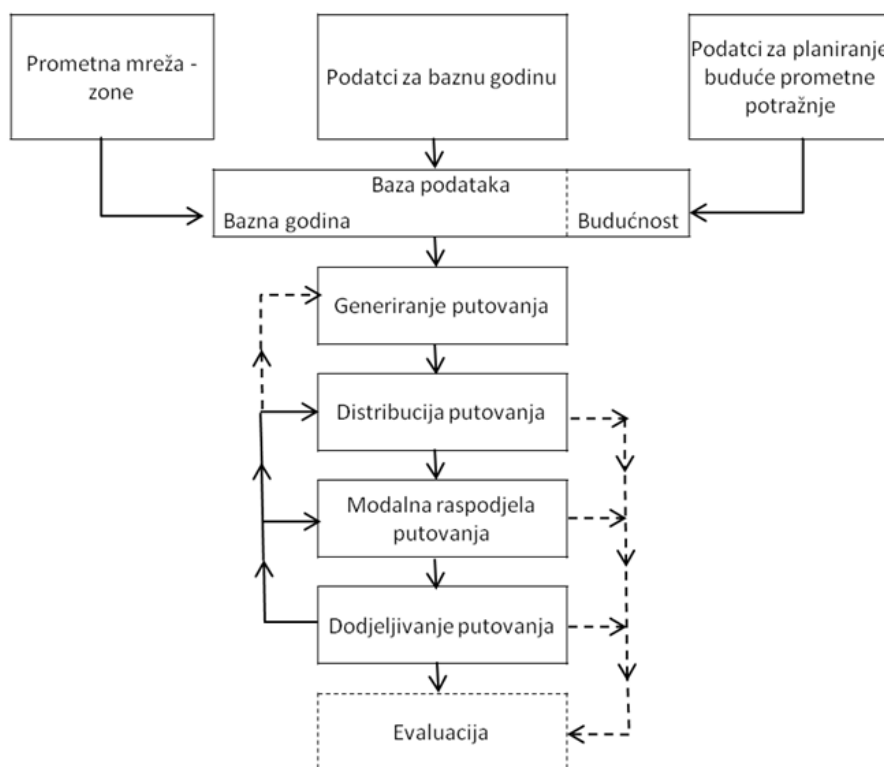 Prometna mreža -
zone
Podatci za baznu godinu
Podatci za planiranje
buduće prometne
potražnje
Baza podataka
Bazna godina
Budućnost
Generiranje putovanja
Distribucija putovanja
Modalna raspodjela
putovanja
Dodjeljivanje putovanja
Evaluacija